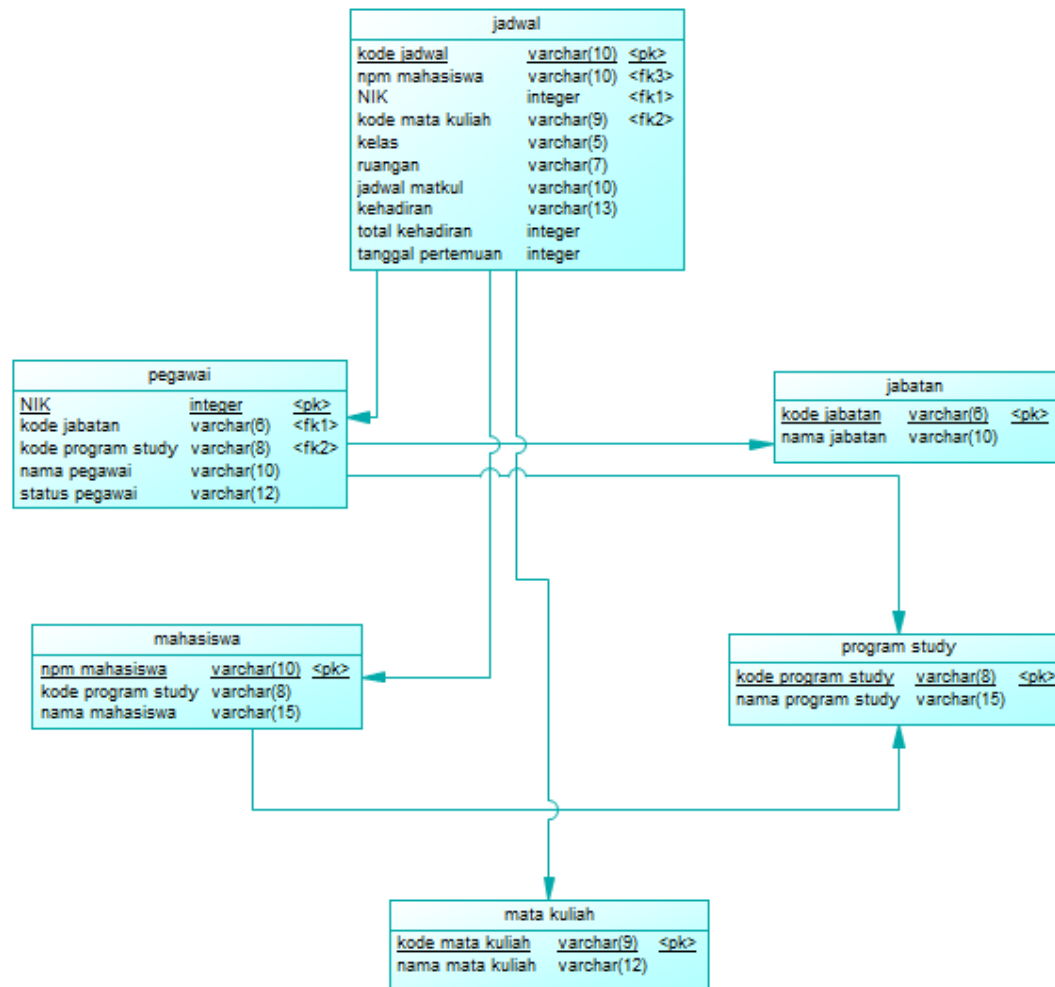 jadwal
kode jadwal varchar(10) <pk>
npm mahasiswa varchar(10) <fk3>
NIK integer <fk1>
kode mata kuliah varchar(9) <fk2>
kelas varchar(5)
ruangan varchar(7)
jadwal matkul varchar(10)
kehadiran varchar(13)
total kehadiran integer
tanggal pertemuan integer
pegawai
NIK integer <pk>
kode jabatan varchar(6) <fk1>
kode program study varchar(8) <fk2>
nama pegawai varchar(10)
status pegawai varchar(12)
jabatan
kode jabatan varchar(6) <pk>
nama jabatan varchar(10)
mahasiswa
npm mahasiswa varchar(10) <pk>
kode program study varchar(8)
nama mahasiswa varchar(15)
program study
kode program study varchar(8) <pk>
nama program study varchar(15)
mata kuliah
kode mata kuliah varchar(9) <pk>
nama mata kuliah varchar(12)